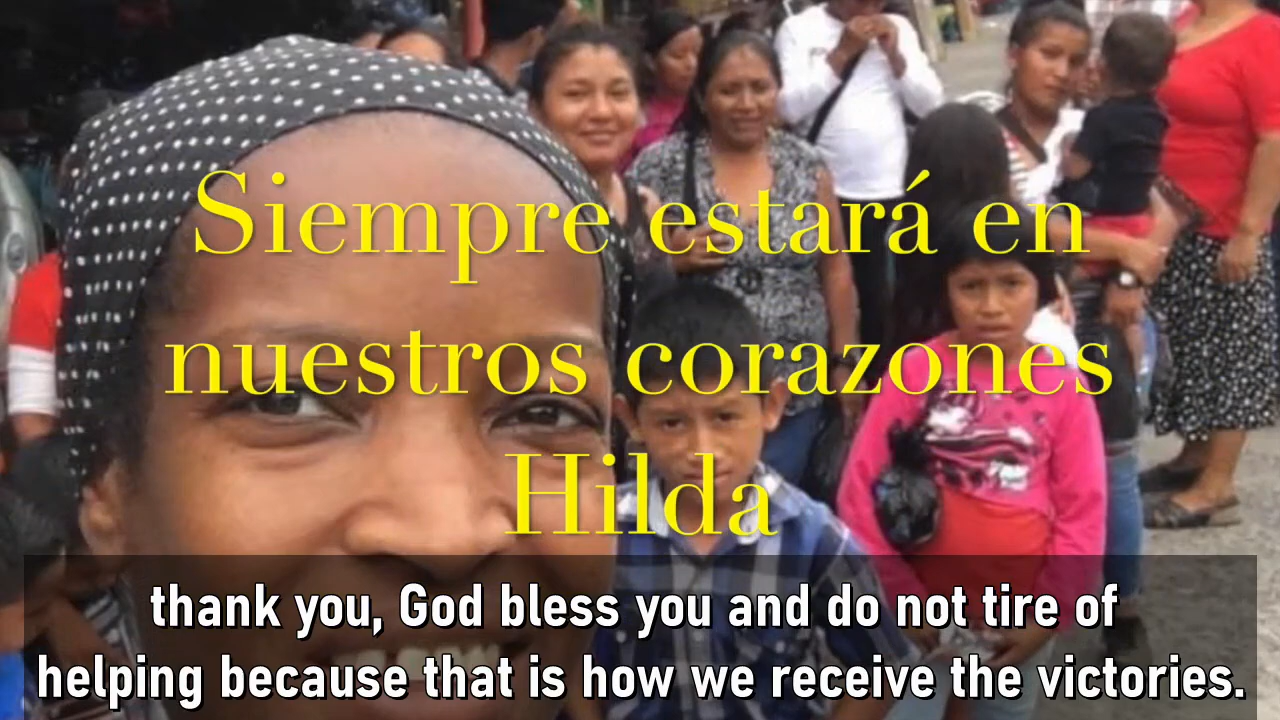 Siempre estará en
nuestros corazones
Hilda
thank you, God bless you and do not tire of
helping because that is how we receive the victories.